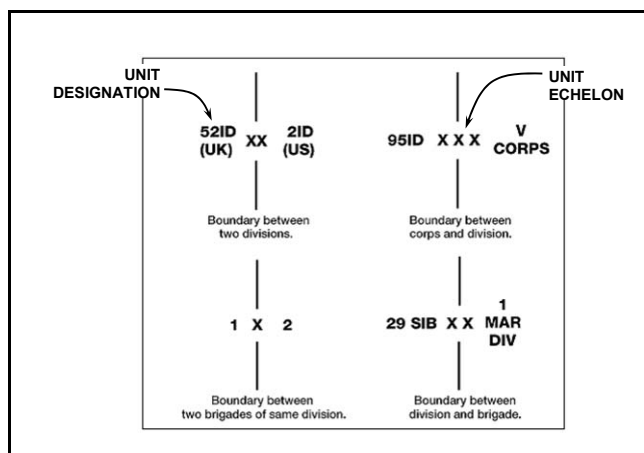 UNIT
DESIGNATION
UNIT
ECHELON
52ID
(UK)
XX
2ID
(US)
95ID
X X X
V
CORPS
Boundary between
two divisions.
Boundary between
corps and division.
1 X 2
29 SIB
X X
1
MAR
DIV
Boundary between
two brigades of same division.
Boundary between
division and brigade.